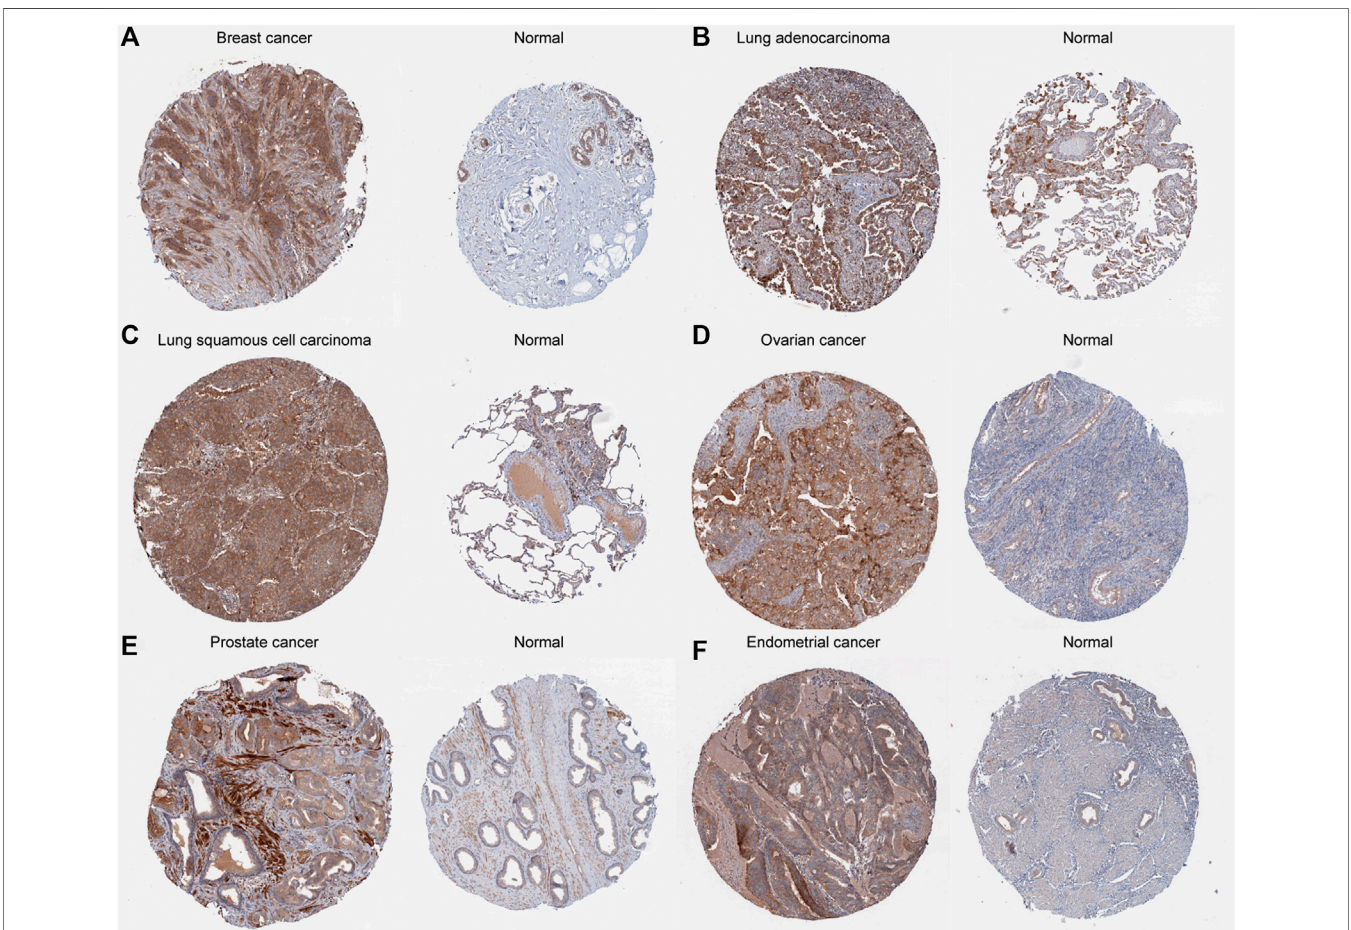 A Breast cancer Normal B Lung adenocarcinoma Normal
C Lung squamous cell carcinoma Normal D Ovarian cancer Normal
E Prostate cancer Normal F Endometrial cancer Normal